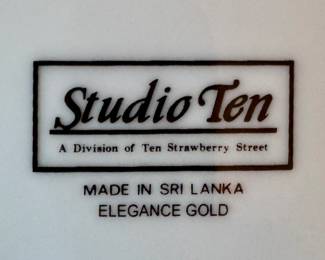 Studio Ten
A Division of Ten Strawberry Street
MADE IN SRI LANKA
ELEGANCE GOLD